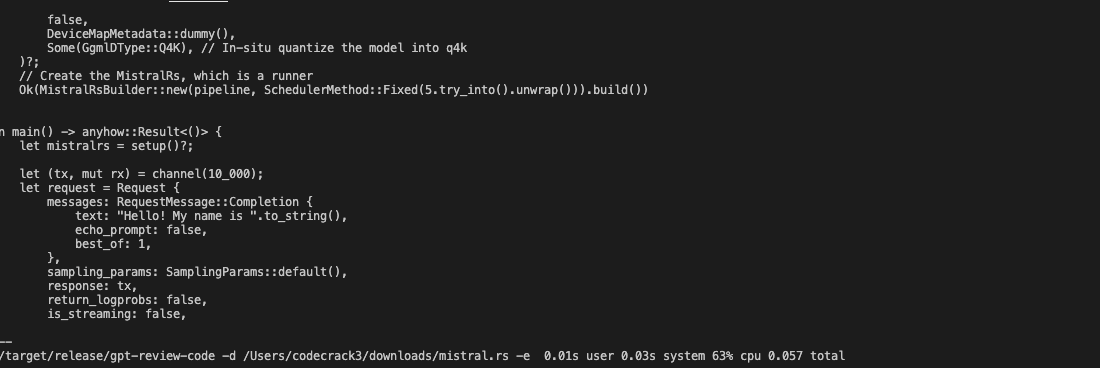 false,
DeviceMapMetadata::dummy(),
Some(GgmlDType::Q4K), // In-situ quantize the model into q4k
)?;
// Create the MistralRs, which is a runner
Ok(MistralRsBuilder::new(pipeline, SchedulerMethod::Fixed(5.try_into().unwrap())).build())
n main() -> anyhow::Result<()> {
let mistralrs = setup()?;
let (tx, mut rx) = channel(10_000);
let request = Request {
messages: RequestMessage::Completion {
text: "Hello! My name is ".to_string(),
echo_prompt: false,
best_of: 1,
},
sampling_params: SamplingParams::default(),
response: tx,
return_logprobs: false,
is_streaming: false,
--
/target/release/gpt-review-code -d /Users/codecrack3/downloads/mistral.rs -e  0.01s user 0.03s system 63% cpu 0.057 total